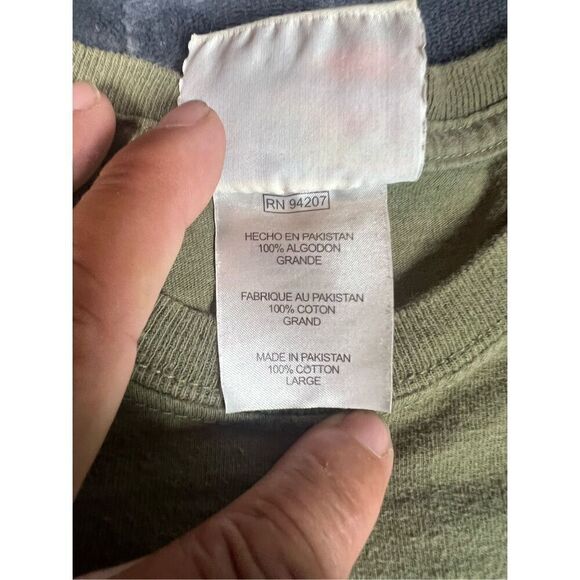 RN 94207
HECHO EN PAKISTAN
100% ALGODON
GRANDE
FABRIQUE AU PAKISTAN
100% COTON
GRAND
MADE IN PAKISTAN
100% COTTON
LARGE